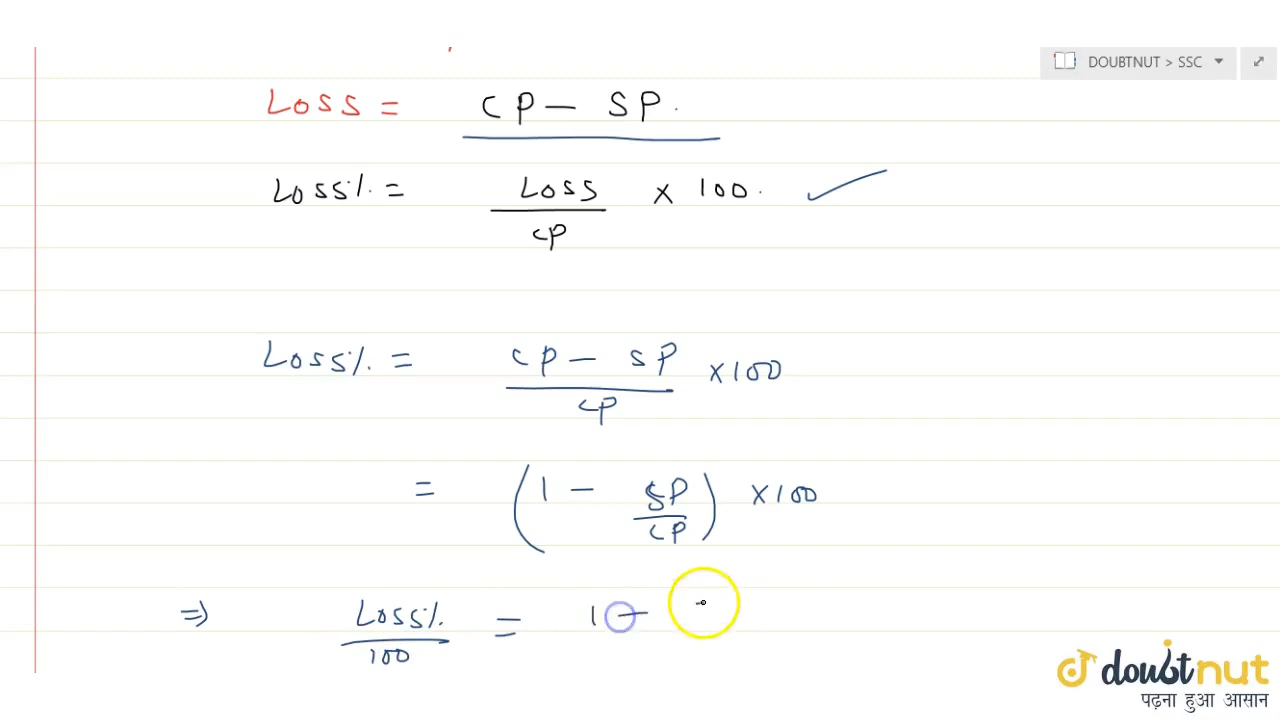 DOUBTNUT > SSC
Loss = CP - SP.
Loss% = Loss/CP × 100.
Loss% = CP - SP/CP ×100
= (1 - SP/CP) ×100
⇒ Loss%/100 = 1 -
doubtnut
पढ़ना हुआ आसान